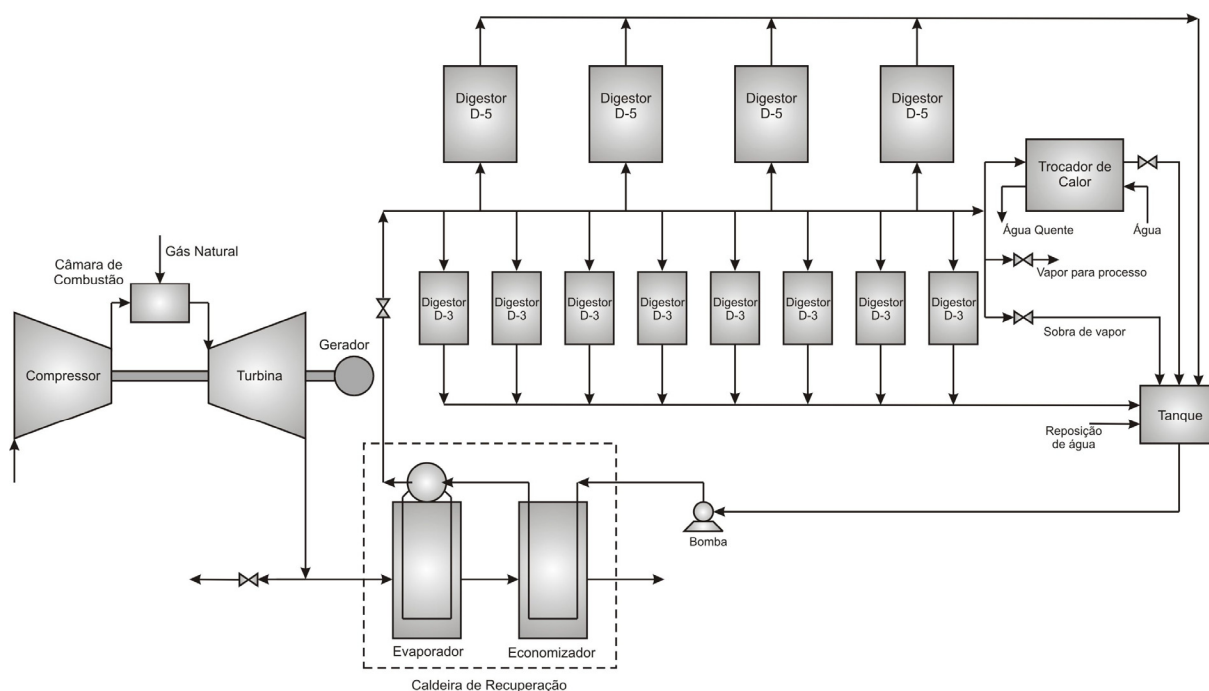 Digestor
D-5
Digestor
D-5
Digestor
D-5
Digestor
D-5
Trocador de
Calor
Água Quente
Água
Gás Natural
Câmara de
Combustão
Vapor para processo
Digestor
D-3
Digestor
D-3
Digestor
D-3
Digestor
D-3
Digestor
D-3
Digestor
D-3
Digestor
D-3
Digestor
D-3
Sobra de vapor
Gerador
Compressor
Turbina
Tanque
Reposição
de água
Bomba
Evaporador
Economizador
Caldeira de Recuperação